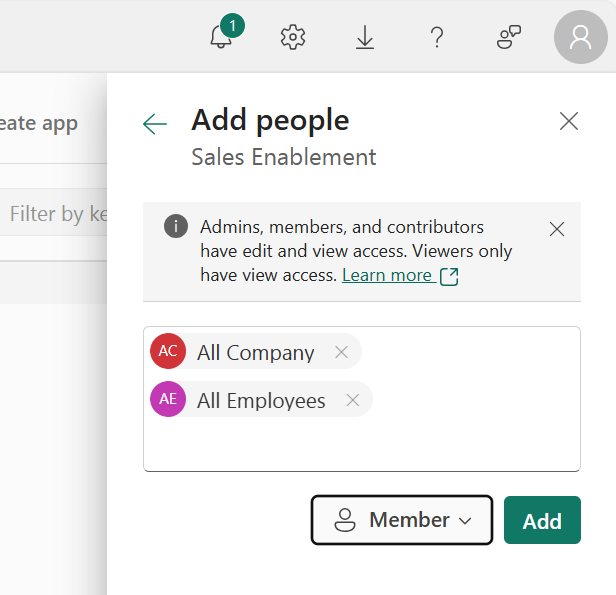 1
eate app
Filter by ke
Add people
Sales Enablement
Admins, members, and contributors
have edit and view access. Viewers only
have view access. Learn more
AC All Company
AE All Employees
Member
Add